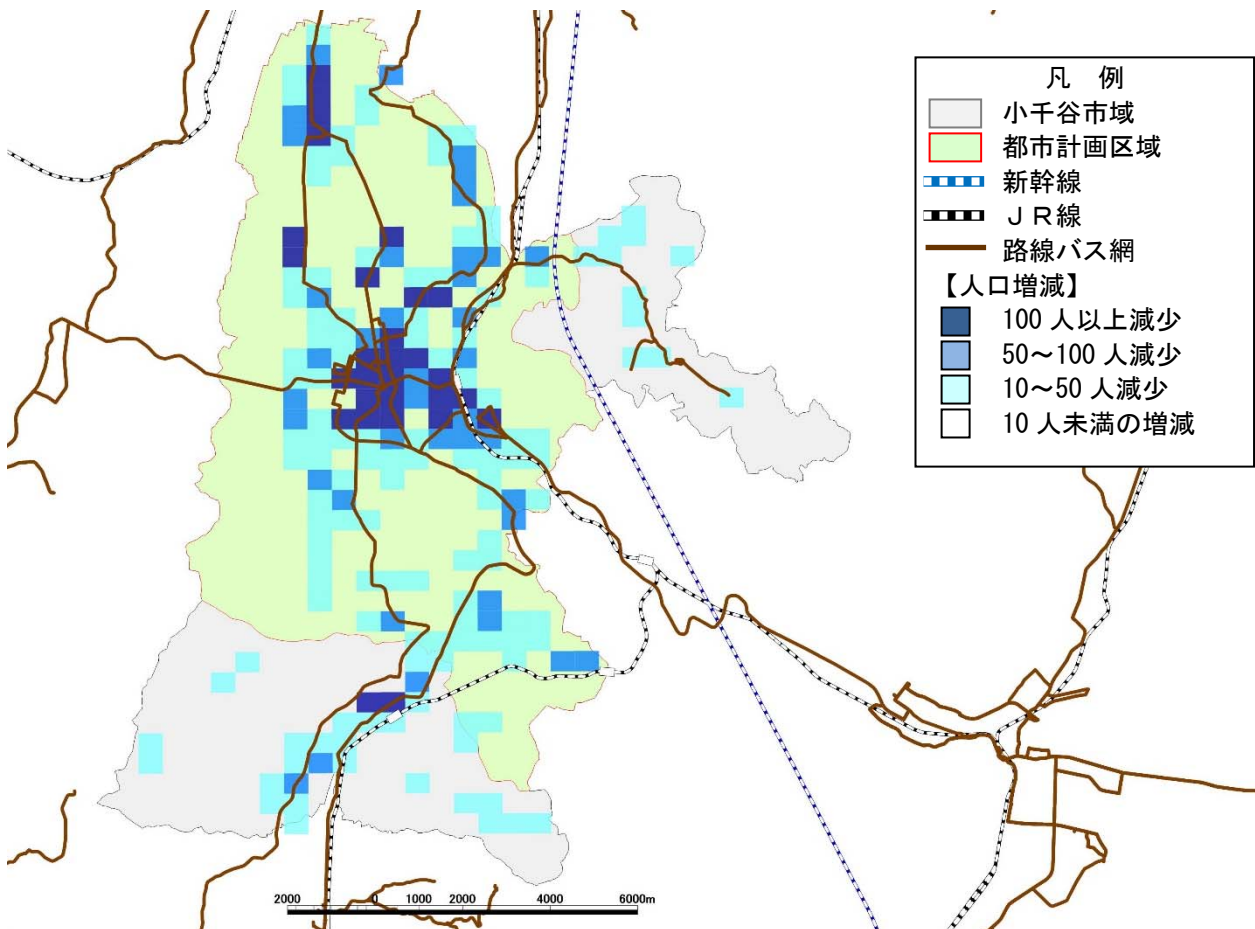 凡 例
小千谷市域
都市計画区域
新幹線
ＪＲ線
路線バス網
【人口増減】
100 人以上減少
50～100 人減少
10～50 人減少
10 人未満の増減
2000 0 1000 2000 4000 6000m